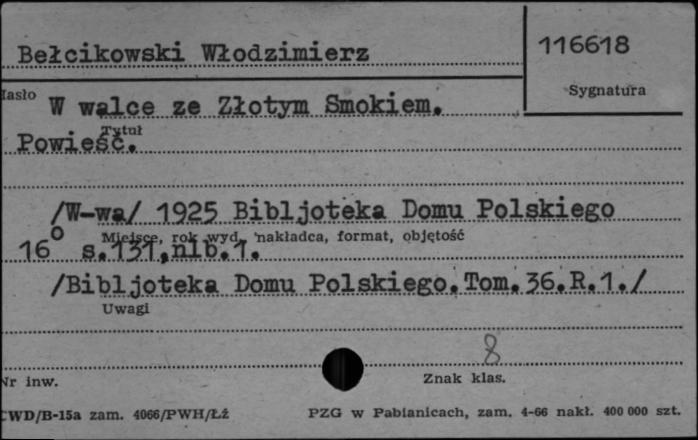 Bełcikowski Włodzimierz
116618
Sygnatura
Hasło
W walce ze Złotym Smokiem.
Tytuł
Powieść.
/W-wa/ 1925 Bibljoteka Domu Polskiego
Miejsce, rok wyd. nakładca, format, objętość
16° s.131,nlb.1.
/Bibljoteka Domu Polskiego.Tom.36.R.1./
Uwagi
8
Nr inw.
Znak klas.
CWD/B-15a zam. 4066/PWH/Łź
PZG w Pabianicach, zam. 4-66 nakł. 400 000 szt.